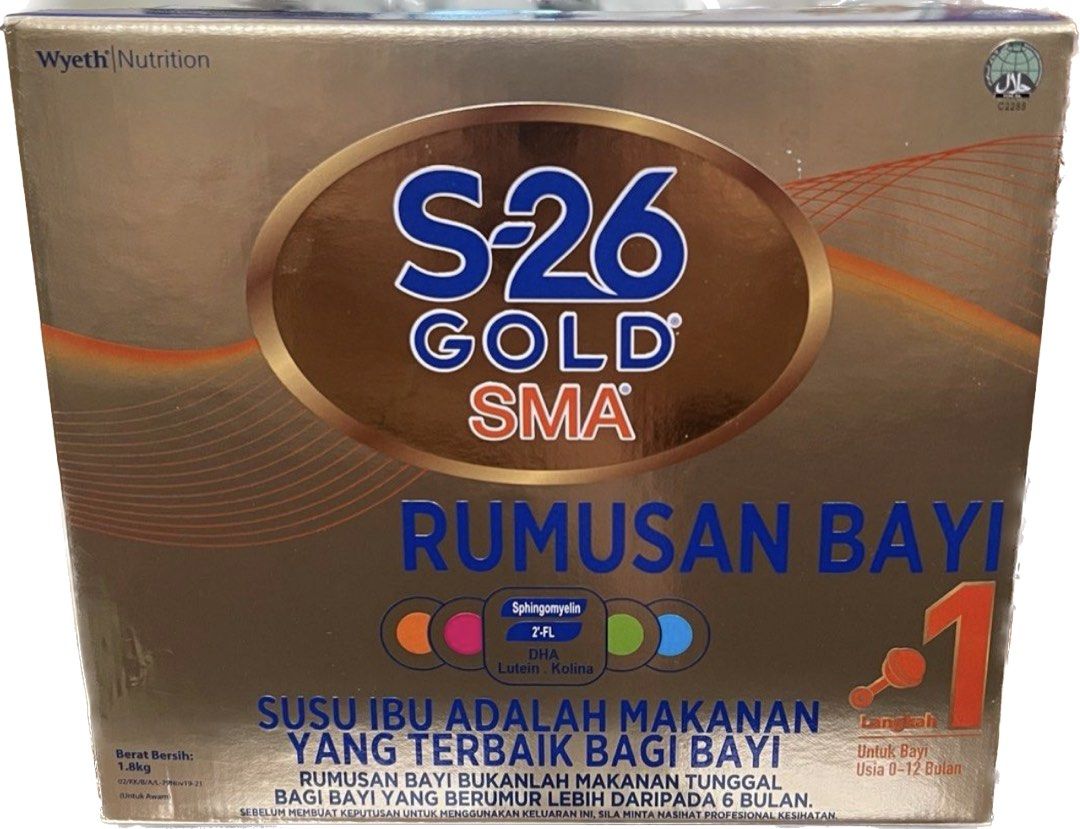 Wyeth® | Nutrition
حلال
C2288
S-26
GOLD®
SMA®
RUMUSAN BAYI
Sphingomyelin
2'-FL
DHA
Lutein . Kolina
1
Langkah
Untuk Bayi
Usia 0-12 Bulan
SUSU IBU ADALAH MAKANAN
YANG TERBAIK BAGI BAYI
RUMUSAN BAYI BUKANLAH MAKANAN TUNGGAL
BAGI BAYI YANG BERUMUR LEBIH DARIPADA 6 BULAN.
SEBELUM MEMBUAT KEPUTUSAN UNTUK MENGGUNAKAN KELUARAN INI, SILA MINTA NASIHAT PROFESIONAL KESIHATAN.
Berat Bersih:
1.8kg
(Untuk Awam)